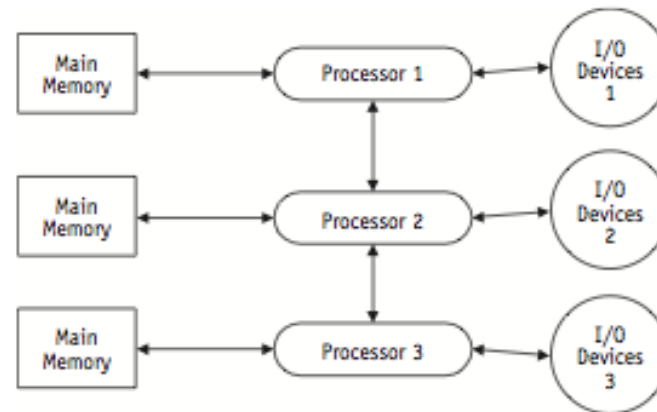 Main
Memory
Processor 1
I/O
Devices
1
Main
Memory
Processor 2
I/O
Devices
2
Main
Memory
Processor 3
I/O
Devices
3